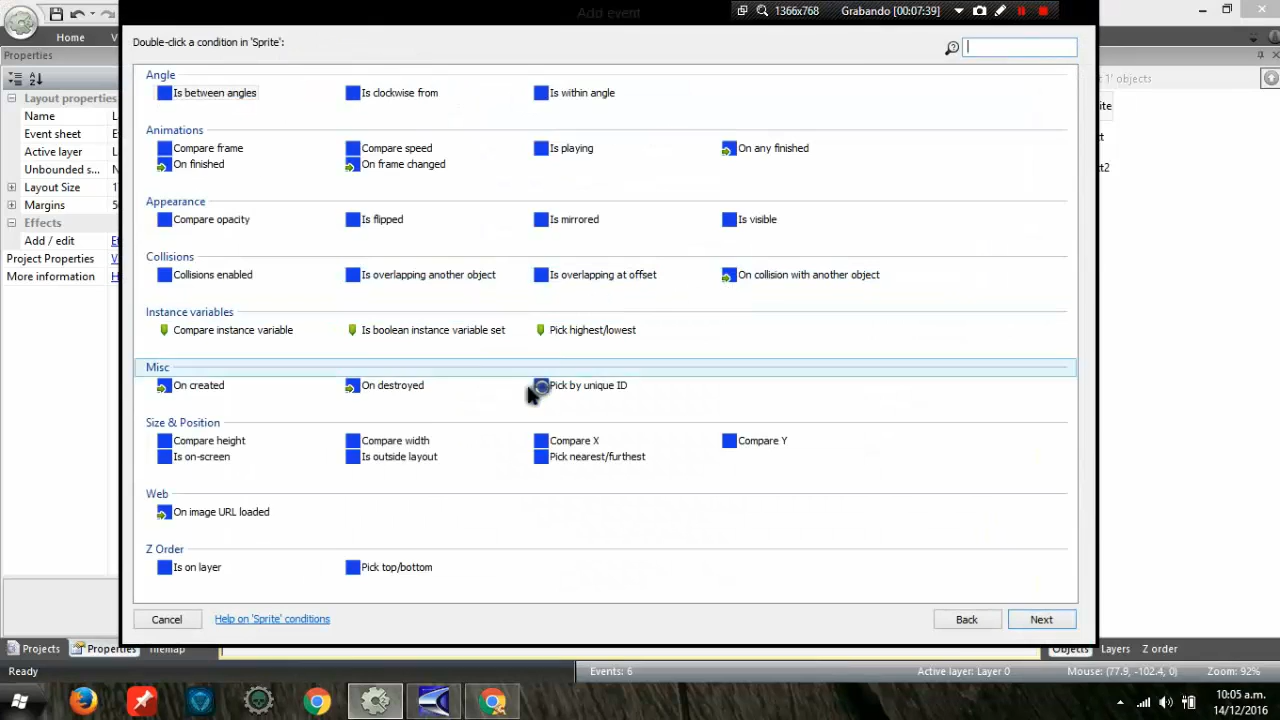 Add event
1366x768 Grabando [00:07:39]
Home
Properties
Double-click a condition in 'Sprite':
1' objects
Layout properties
Name
Event sheet
Active layer
Unbounded s...
Layout Size
Margins
Effects
Add / edit
Project Properties
More information
Angle
Is between angles Is clockwise from Is within angle
Animations
Compare frame Compare speed Is playing On any finished
On finished On frame changed
Appearance
Compare opacity Is flipped Is mirrored Is visible
Collisions
Collisions enabled Is overlapping another object Is overlapping at offset On collision with another object
Instance variables
Compare instance variable Is boolean instance variable set Pick highest/lowest
Misc
On created On destroyed Pick by unique ID
Size & Position
Compare height Compare width Compare X Compare Y
Is on-screen Is outside layout Pick nearest/furthest
Web
On image URL loaded
Z Order
Is on layer Pick top/bottom
Cancel Help on 'Sprite' conditions Back Next
Projects Properties Tilemap Objects Layers Z order
Ready Events: 6 Active layer: Layer 0 Mouse: (77.9, -102.4, 0) Zoom: 92%
10:05 a.m.
14/12/2016